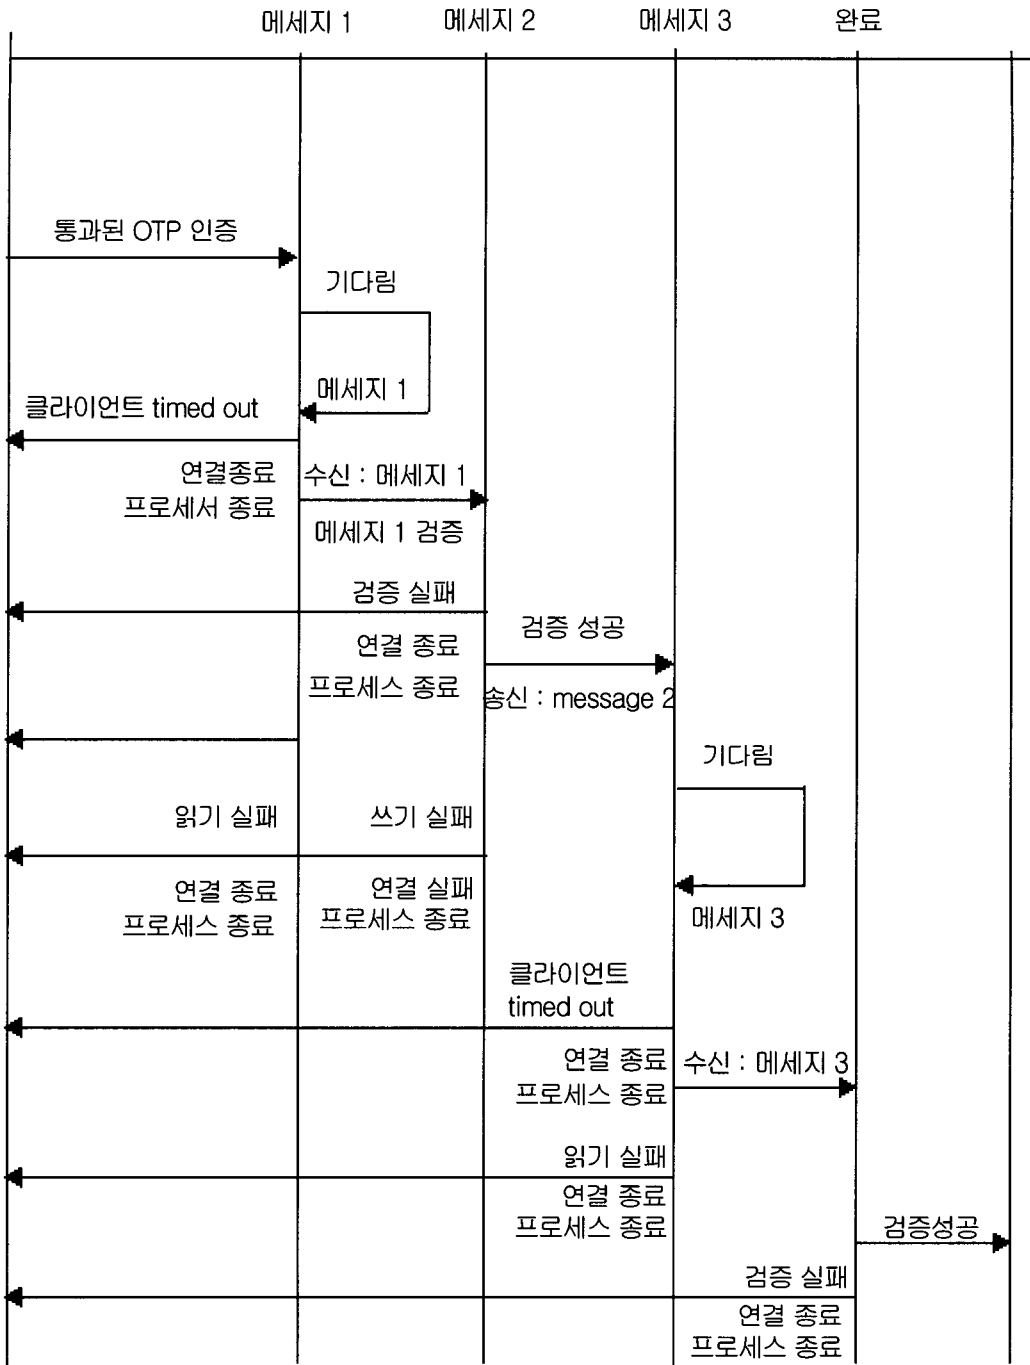 메세지 1
메세지 2
메세지 3
완료
통과된 OTP 인증
기다림
메세지 1
클라이언트 timed out
연결종료
프로세서 종료
수신 : 메세지 1
메세지 1 검증
검증 실패
연결 종료
프로세스 종료
검증 성공
송신 : message 2
기다림
읽기 실패
쓰기 실패
연결 종료
프로세스 종료
연결 실패
프로세스 종료
메세지 3
클라이언트
timed out
연결 종료
프로세스 종료
수신 : 메세지 3
읽기 실패
연결 종료
프로세스 종료
검증성공
검증 실패
연결 종료
프로세스 종료